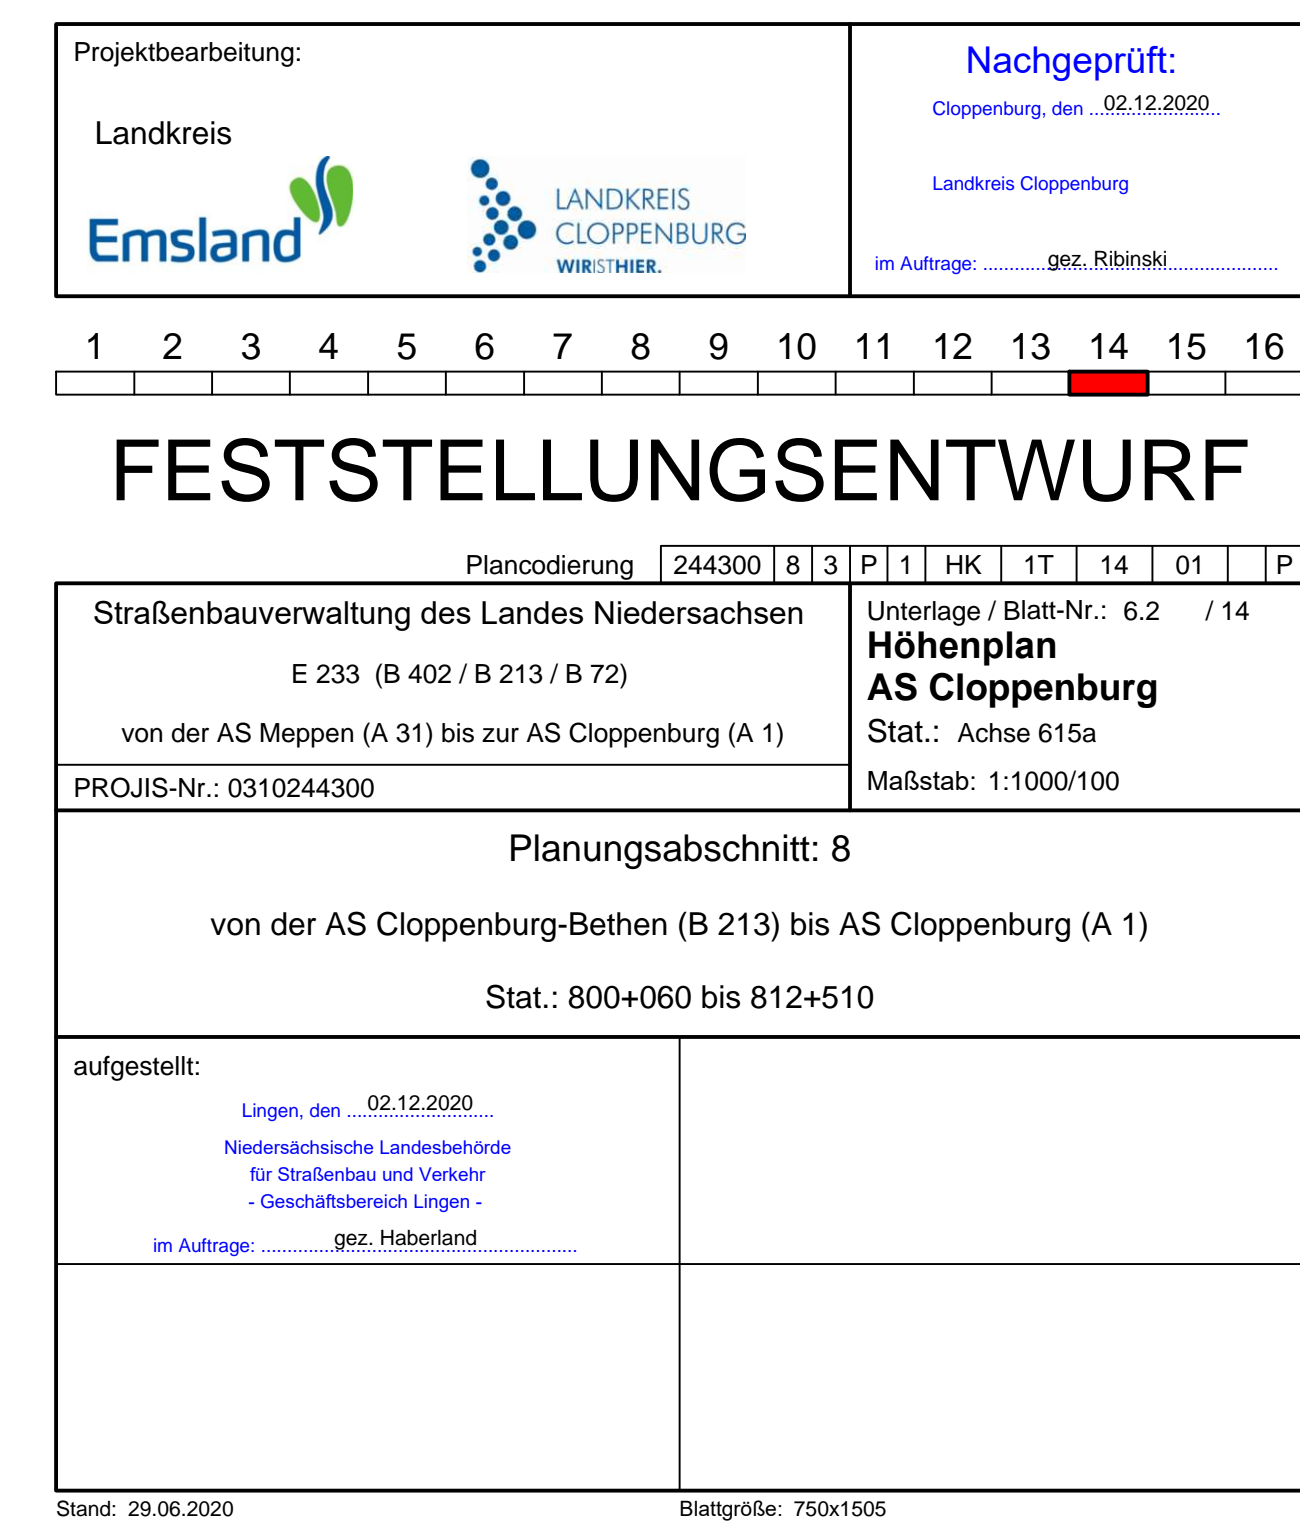 Projektbearbeitung:
Landkreis
Emsland
LANDKREIS
CLOPPENBURG
WIRISTHIER.
Nachgeprüft:
Cloppenburg, den ...02.12.2020...
Landkreis Cloppenburg
im Auftrage: ...gez. Ribinski...
1 2 3 4 5 6 7 8 9 10 11 12 13 14 15 16
FESTSTELLUNGSENTWURF
Plancodierung 244300 8 3 P 1 HK 1T 14 01 P
Straßenbauverwaltung des Landes Niedersachsen
E 233 (B 402 / B 213 / B 72)
von der AS Meppen (A 31) bis zur AS Cloppenburg (A 1)
PROJIS-Nr.: 0310244300
Unterlage / Blatt-Nr.: 6.2 / 14
Höhenplan
AS Cloppenburg
Stat.: Achse 615a
Maßstab: 1:1000/100
Planungsabschnitt: 8
von der AS Cloppenburg-Bethen (B 213) bis AS Cloppenburg (A 1)
Stat.: 800+060 bis 812+510
aufgestellt:
Lingen, den ...02.12.2020...
Niedersächsische Landesbehörde
für Straßenbau und Verkehr
- Geschäftsbereich Lingen -
im Auftrage: ...gez. Haberland...
Stand: 29.06.2020
Blattgröße: 750x1505